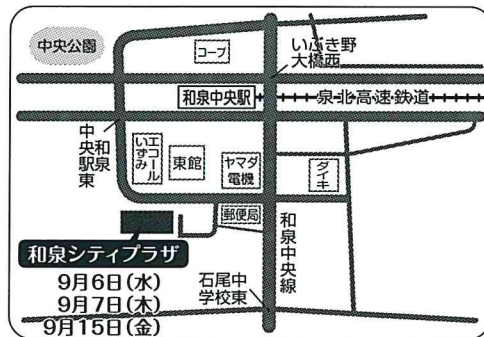 中央公園
コープ
いぶき野
大橋西
和泉中央駅
泉北高速鉄道
和泉
中央駅東
エコール
いずみ
東館
ヤマダ
電機
ダイキ
郵便局
和泉中央線
和泉シティプラザ
9月6日(水)
9月7日(木)
9月15日(金)
石尾中
学校東